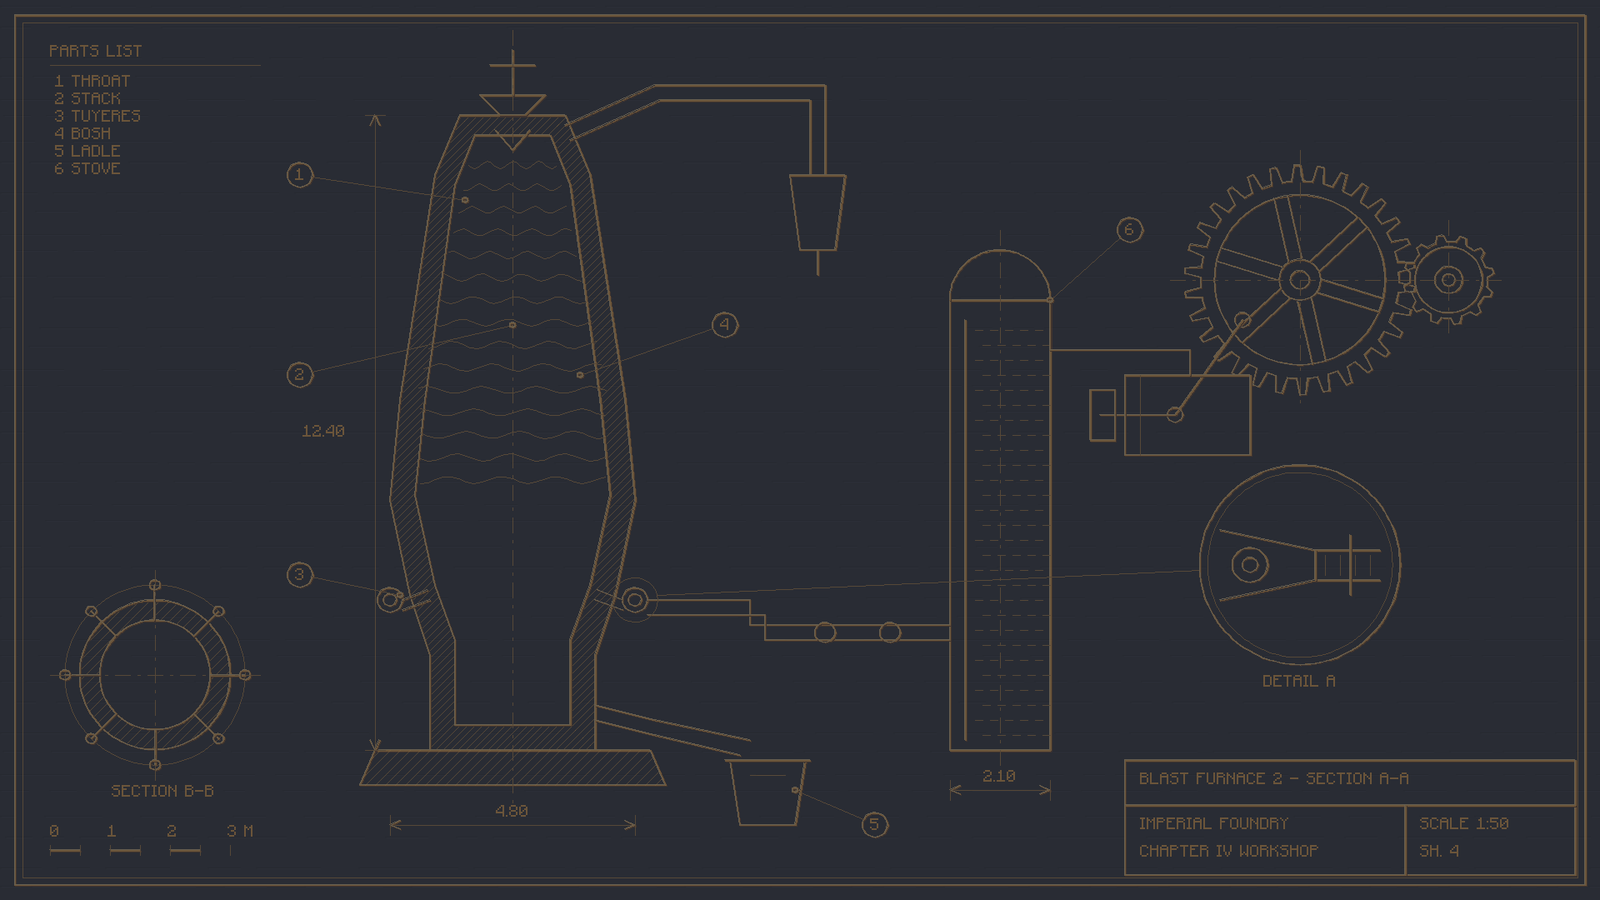 PARTS LIST
1 THROAT
2 STACK
3 TUYERES
4 BOSH
5 LADLE
6 STOVE
1
6
4
2
12.40
3
DETAIL A
2.10
SECTION B-B
4.80
5
0 1 2 3 M
BLAST FURNACE 2 - SECTION A-A
IMPERIAL FOUNDRY
CHAPTER IV WORKSHOP
SCALE 1:50
SH. 4